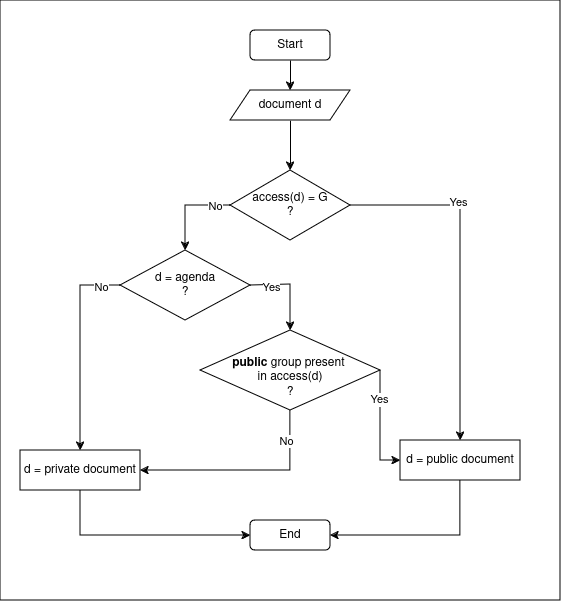 Start
document d
access(d) = G
?
No
Yes
d = agenda
?
No
Yes
public group present
in access(d)
?
Yes
No
d = private document
d = public document
End